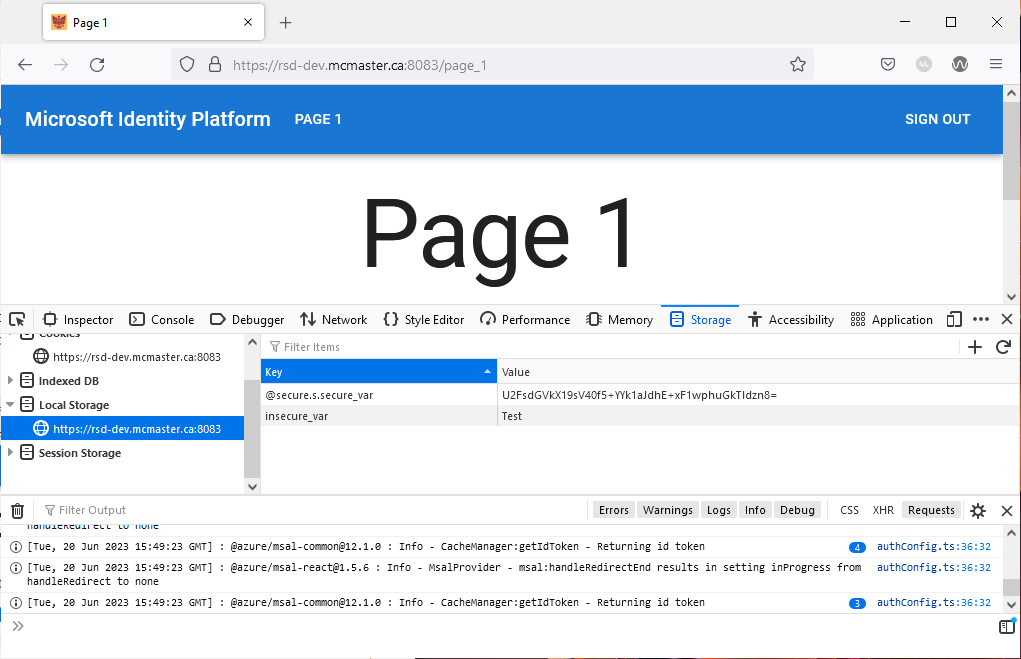 Page 1
https://rsd-dev.mcmaster.ca:8083/page_1
Microsoft Identity Platform PAGE 1 SIGN OUT
Page 1
Inspector Console Debugger Network Style Editor Performance Memory Storage Accessibility Application
Cookies
https://rsd-dev.mcmaster.ca:8083
Indexed DB
Local Storage
https://rsd-dev.mcmaster.ca:8083
Session Storage
Filter Items
Key Value
@secure.s.secure_var U2FsdGVkX19sV40f5+YYk1aJdhE+xF1wphuGkTIdzn8=
insecure_var Test
Filter Output Errors Warnings Logs Info Debug CSS XHR Requests
handleRedirect to none
[Tue, 20 Jun 2023 15:49:23 GMT] : @azure/msal-common@12.1.0 : Info - CacheManager:getIdToken - Returning id token 4 authConfig.ts:36:32
[Tue, 20 Jun 2023 15:49:23 GMT] : @azure/msal-react@1.5.6 : Info - MsalProvider - msal:handleRedirectEnd results in setting inProgress from authConfig.ts:36:32
handleRedirect to none
[Tue, 20 Jun 2023 15:49:23 GMT] : @azure/msal-common@12.1.0 : Info - CacheManager:getIdToken - Returning id token 3 authConfig.ts:36:32